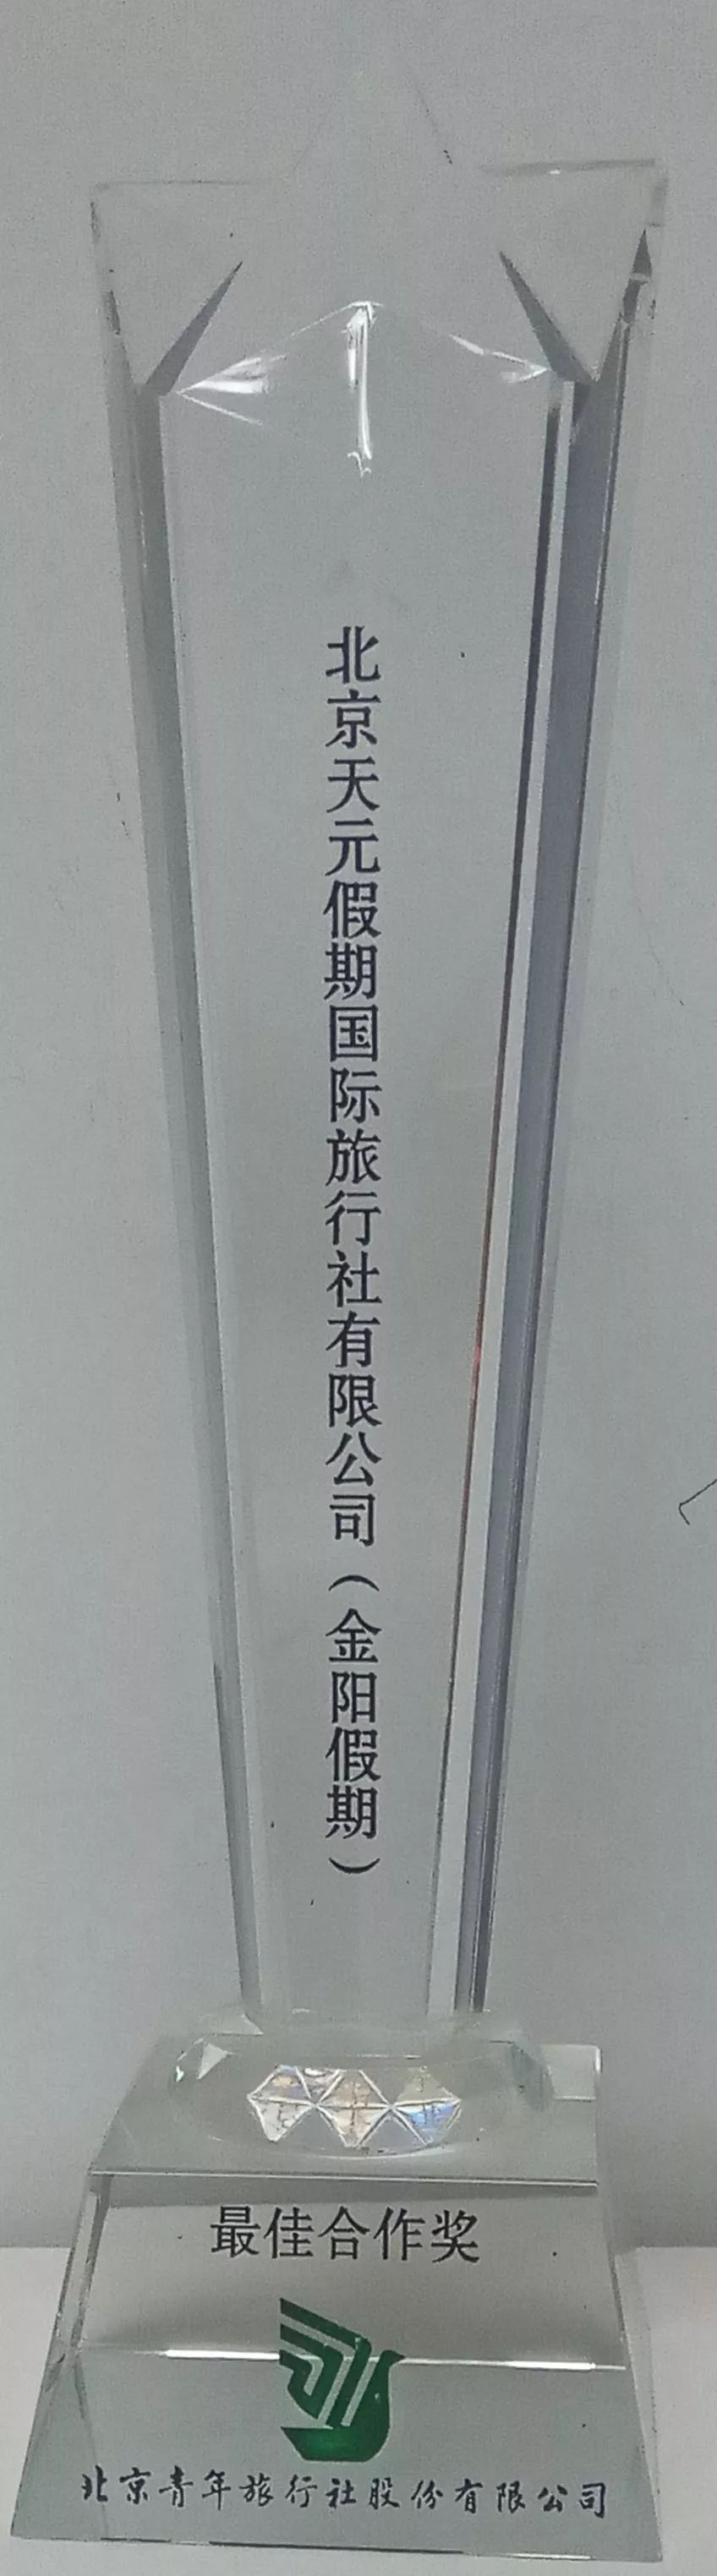 北京天元假期国际旅行社有限公司（金阳假期）
最佳合作奖
北京青年旅行社股份有限公司